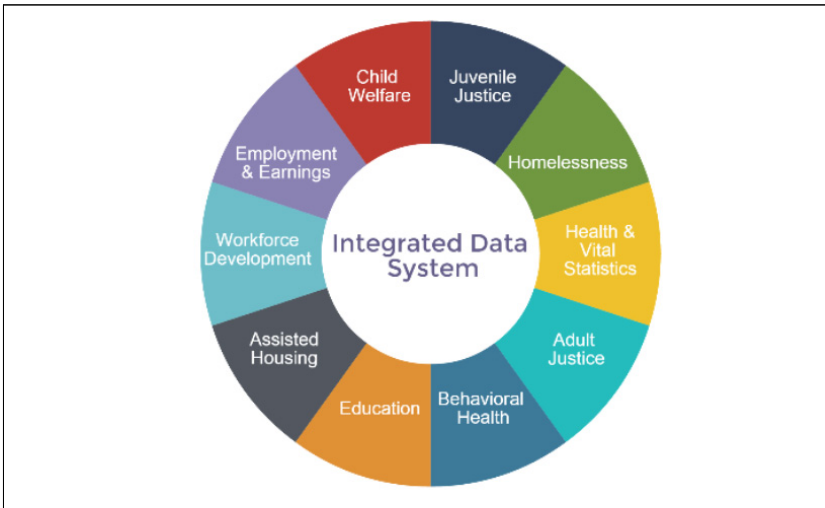 Child
Welfare
Juvenile
Justice
Homelessness
Health &
Vital
Statistics
Adult
Justice
Behavioral
Health
Education
Assisted
Housing
Workforce
Development
Employment
& Earnings
Integrated Data
System